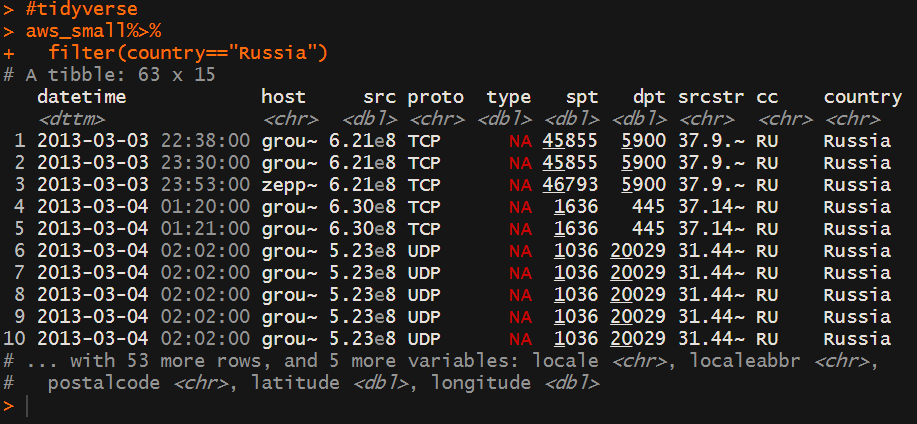 > #tidyverse
> aws_small%>%
+   filter(country=="Russia")
# A tibble: 63 x 15
   datetime            host      src proto  type   spt   dpt srcstr cc    country
   <dttm>              <chr>   <dbl> <chr> <dbl> <dbl> <dbl> <chr>  <chr> <chr>
 1 2013-03-03 22:38:00 grou~ 6.21e8 TCP      NA 45855  5900 37.9.~ RU    Russia
 2 2013-03-03 23:30:00 grou~ 6.21e8 TCP      NA 45855  5900 37.9.~ RU    Russia
 3 2013-03-03 23:53:00 zepp~ 6.21e8 TCP      NA 46793  5900 37.9.~ RU    Russia
 4 2013-03-04 01:20:00 grou~ 6.30e8 TCP      NA  1636   445 37.14~ RU    Russia
 5 2013-03-04 01:21:00 grou~ 6.30e8 TCP      NA  1636   445 37.14~ RU    Russia
 6 2013-03-04 02:02:00 grou~ 5.23e8 UDP      NA  1036 20029 31.44~ RU    Russia
 7 2013-03-04 02:02:00 grou~ 5.23e8 UDP      NA  1036 20029 31.44~ RU    Russia
 8 2013-03-04 02:02:00 grou~ 5.23e8 UDP      NA  1036 20029 31.44~ RU    Russia
 9 2013-03-04 02:02:00 grou~ 5.23e8 UDP      NA  1036 20029 31.44~ RU    Russia
10 2013-03-04 02:02:00 grou~ 5.23e8 UDP      NA  1036 20029 31.44~ RU    Russia
# ... with 53 more rows, and 5 more variables: locale <chr>, localeabbr <chr>,
#   postalcode <chr>, latitude <dbl>, longitude <dbl>
>